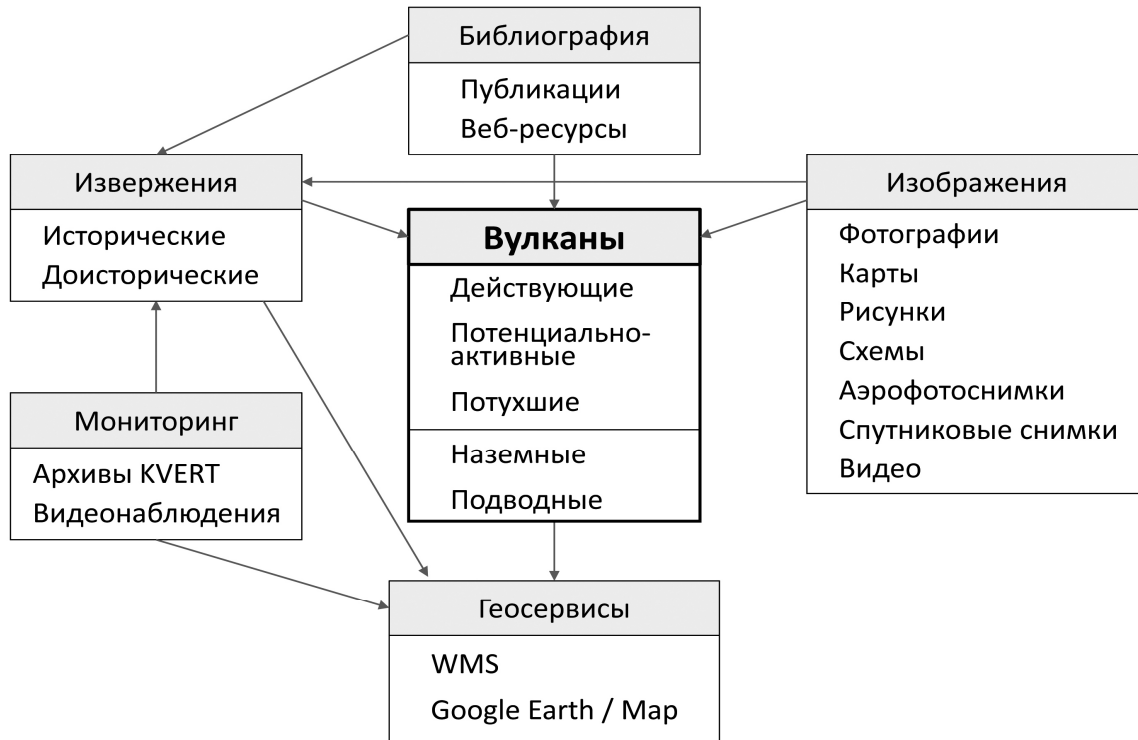 Библиография
Публикации
Веб-ресурсы
Извержения
Исторические
Доисторические
Вулканы
Действующие
Потенциально-
активные
Потухшие
Наземные
Подводные
Изображения
Фотографии
Карты
Рисунки
Схемы
Аэрофотоснимки
Спутниковые снимки
Видео
Мониторинг
Архивы KVERT
Видеонаблюдения
Геосервисы
WMS
Google Earth / Map